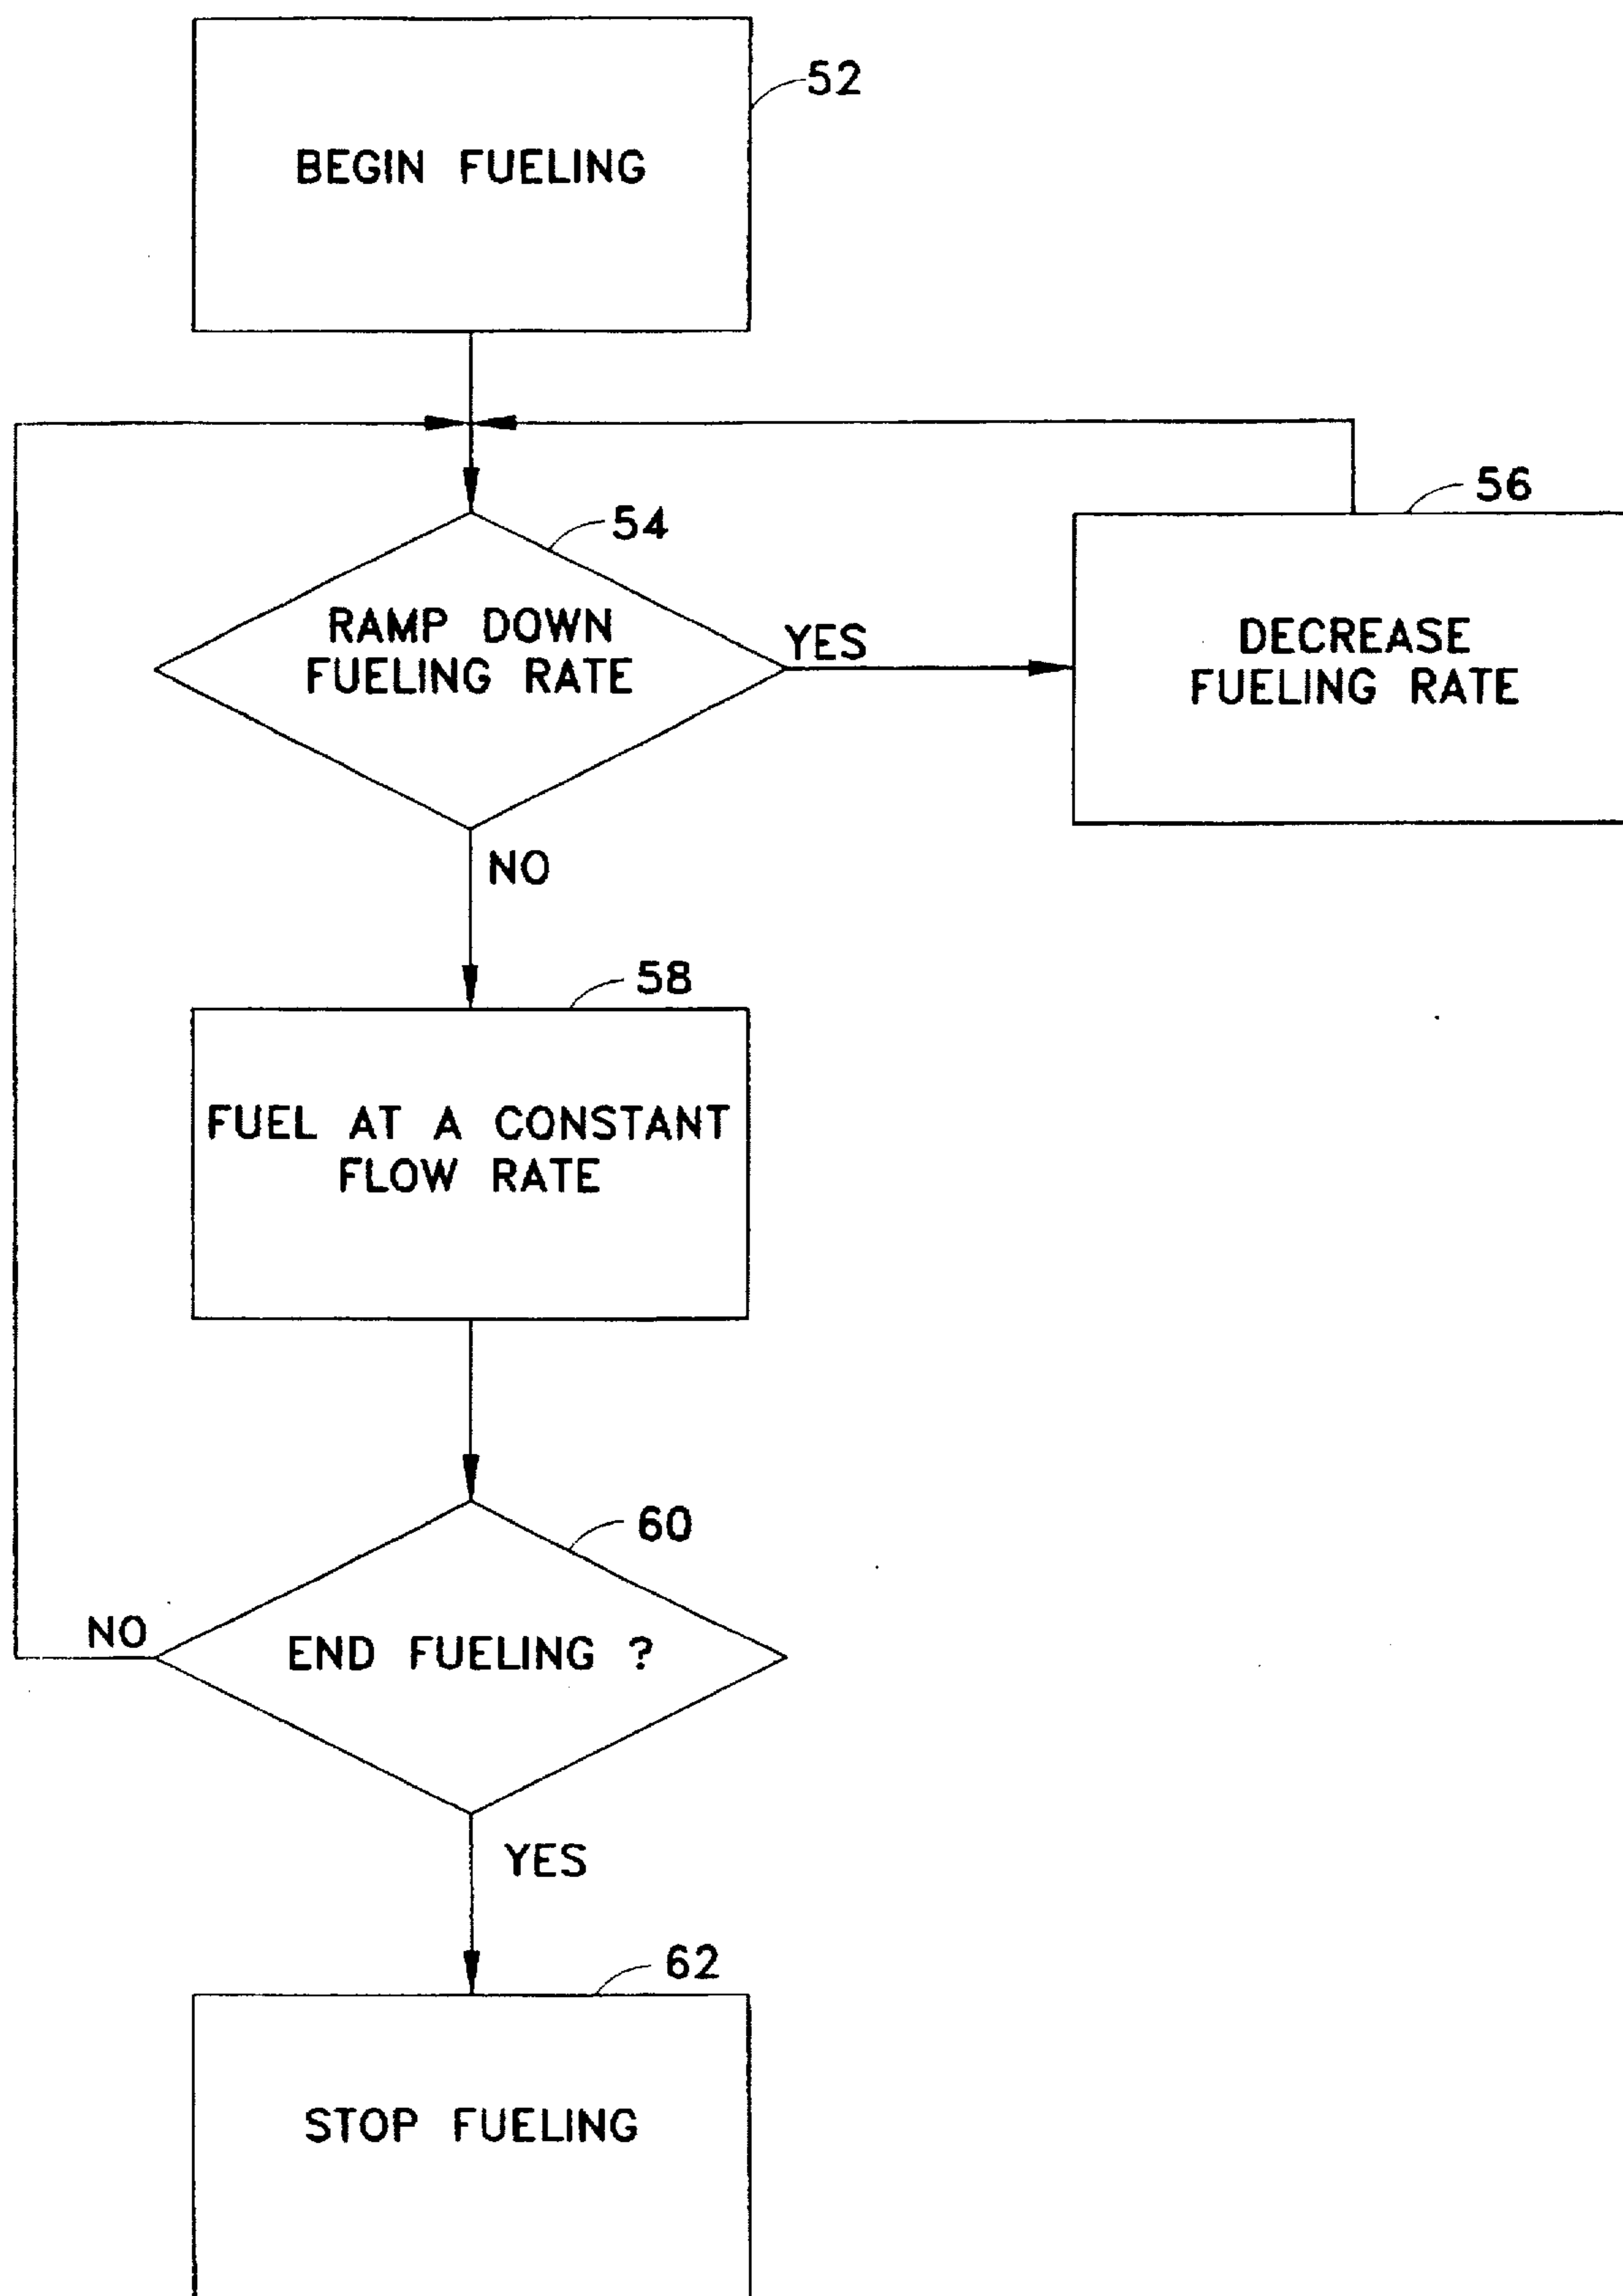 52
BEGIN FUELING
56
54
RAMP DOWN
FUELING RATE
YES
DECREASE
FUELING RATE
NO
58
FUEL AT A CONSTANT
FLOW RATE
60
NO
END FUELING ?
YES
62
STOP FUELING